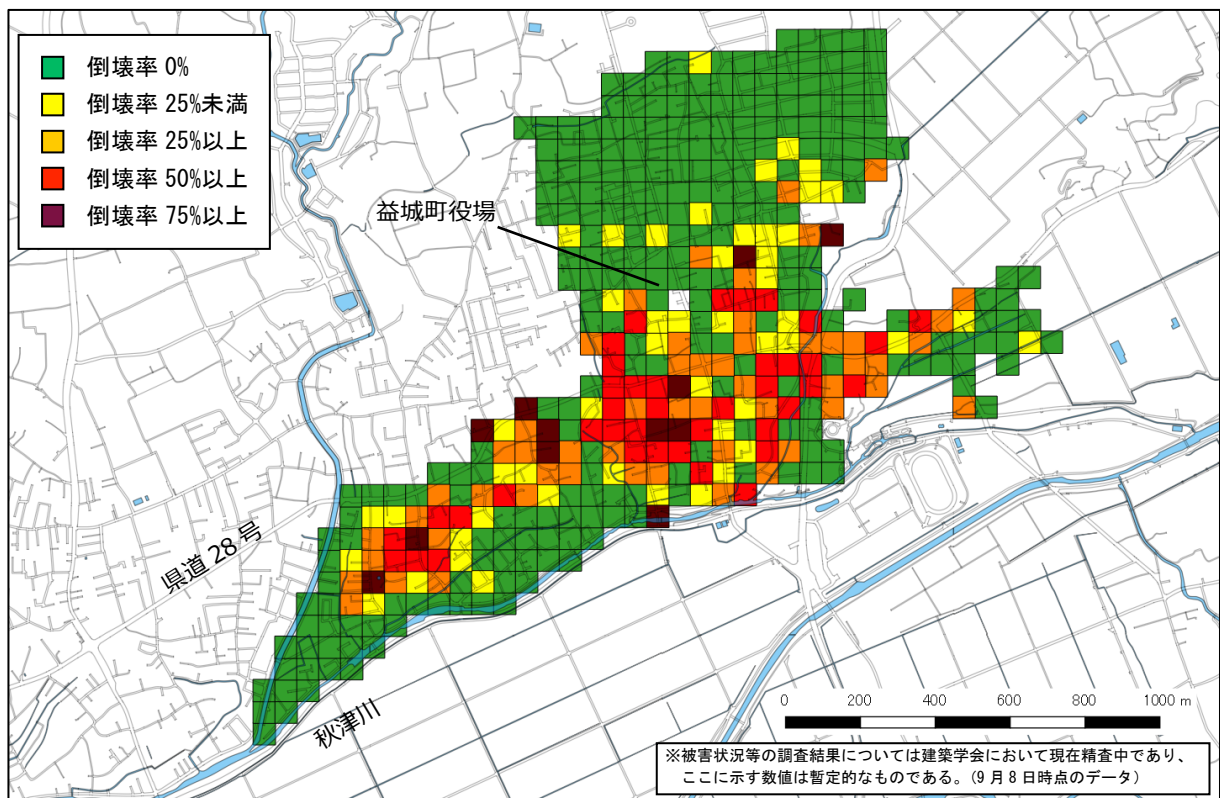 倒壊率 0%
倒壊率 25%未満
倒壊率 25%以上
倒壊率 50%以上
倒壊率 75%以上
益城町役場
県道 28 号
秋津川
0 200 400 600 800 1000 m
※被害状況等の調査結果については建築学会において現在精査中であり、
ここに示す数値は暫定的なものである。(9 月 8 日時点のデータ)